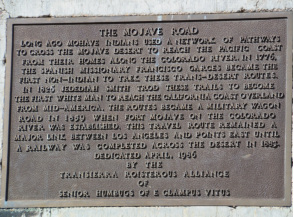 THE MOJAVE ROAD
LONG AGO MOHAVE INDIANS USED A NETWORK OF PATHWAYS
TO CROSS THE MOJAVE DESERT TO REACH THE PACIFIC COAST
FROM THEIR HOMES ALONG THE COLORADO RIVER. IN 1776,
THE SPANISH MISSIONARY FRANCISCO GARCES BECAME THE
FIRST NON-INDIAN TO TREK THESE TRANS-DESERT ROUTES.
IN 1826 JEDEDIAH SMITH TROD THESE TRAILS TO BECOME
THE FIRST WHITE MAN TO REACH THE CALIFORNIA COAST OVERLAND
FROM MID-AMERICA. THE ROUTES BECAME A MILITARY WAGON
ROAD IN 1859 WHEN FORT MOJAVE ON THE COLORADO
RIVER WAS ESTABLISHED. THIS TRAVEL ROUTE REMAINED A
MAJOR LINK BETWEEN LOS ANGELES AND POINTS EAST UNTIL
A RAILWAY WAS COMPLETED ACROSS THE DESERT IN 1883.
DEDICATED APRIL, 1986
BY THE
TRANSIERRA ROISTEROUS ALLIANCE
OF
SENIOR HUMBUGS OF E CLAMPUS VITUS